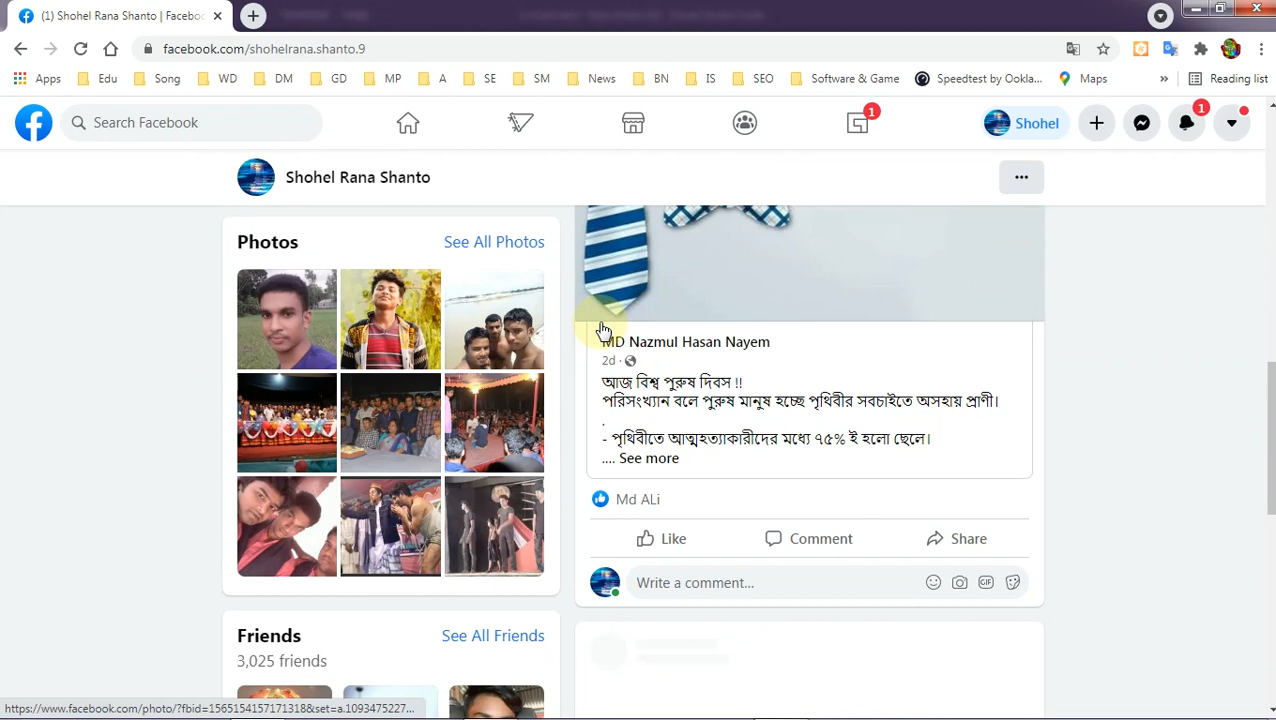 (1) Shohel Rana Shanto | Faceboo
facebook.com/shohelrana.shanto.9
Apps Edu Song WD DM GD MP A SE SM News BN IS SEO Software & Game Speedtest by Ookla... Maps » Reading list
Search Facebook 1 Shohel 1
Shohel Rana Shanto
Photos See All Photos
MD Nazmul Hasan Nayem
2d ·
আজ বিশ্ব পুরুষ দিবস !!
পরিসংখ্যান বলে পুরুষ মানুষ হচ্ছে পৃথিবীর সবচাইতে অসহায় প্রাণী।
.
- পৃথিবীতে আত্মহত্যাকারীদের মধ্যে ৭৫% ই হলো ছেলে।
.... See more
Md ALi
Like Comment Share
Write a comment... GIF
Friends See All Friends
3,025 friends
https://www.facebook.com/photo/?fbid=1565154157171318&set=a.1093475227...